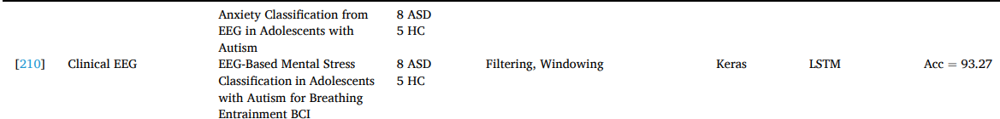 Anxiety Classification from 8 ASD
EEG in Adolescents with 5 HC
Autism
[210] Clinical EEG EEG-Based Mental Stress 8 ASD Filtering, Windowing Keras LSTM Acc = 93.27
Classification in Adolescents 5 HC
with Autism for Breathing
Entrainment BCI